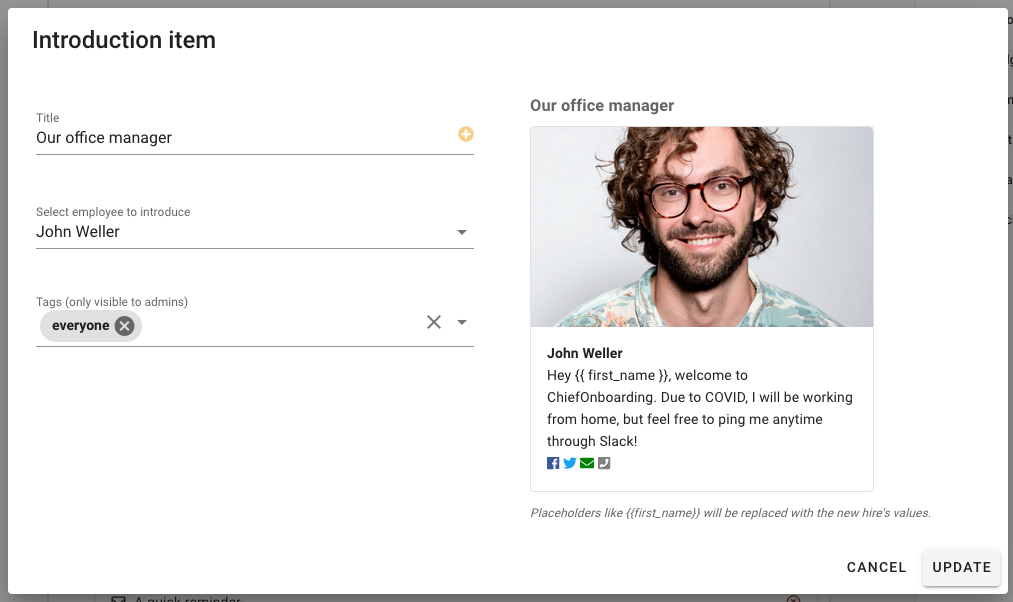 Introduction item
Title
Our office manager
Select employee to introduce
John Weller
Tags (only visible to admins)
everyone
Our office manager
John Weller
Hey {{ first_name }}, welcome to
ChiefOnboarding. Due to COVID, I will be working
from home, but feel free to ping me anytime
through Slack!
Placeholders like {{first_name}} will be replaced with the new hire's values.
CANCEL
UPDATE
A quick reminder